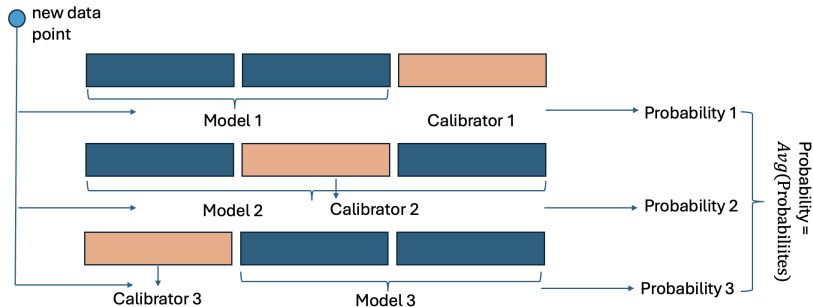 new data
point
Model 1
Calibrator 1
Probability 1
Model 2
Calibrator 2
Probability 2
Calibrator 3
Model 3
Probability 3
Probability =
Avg(Probabiliites)